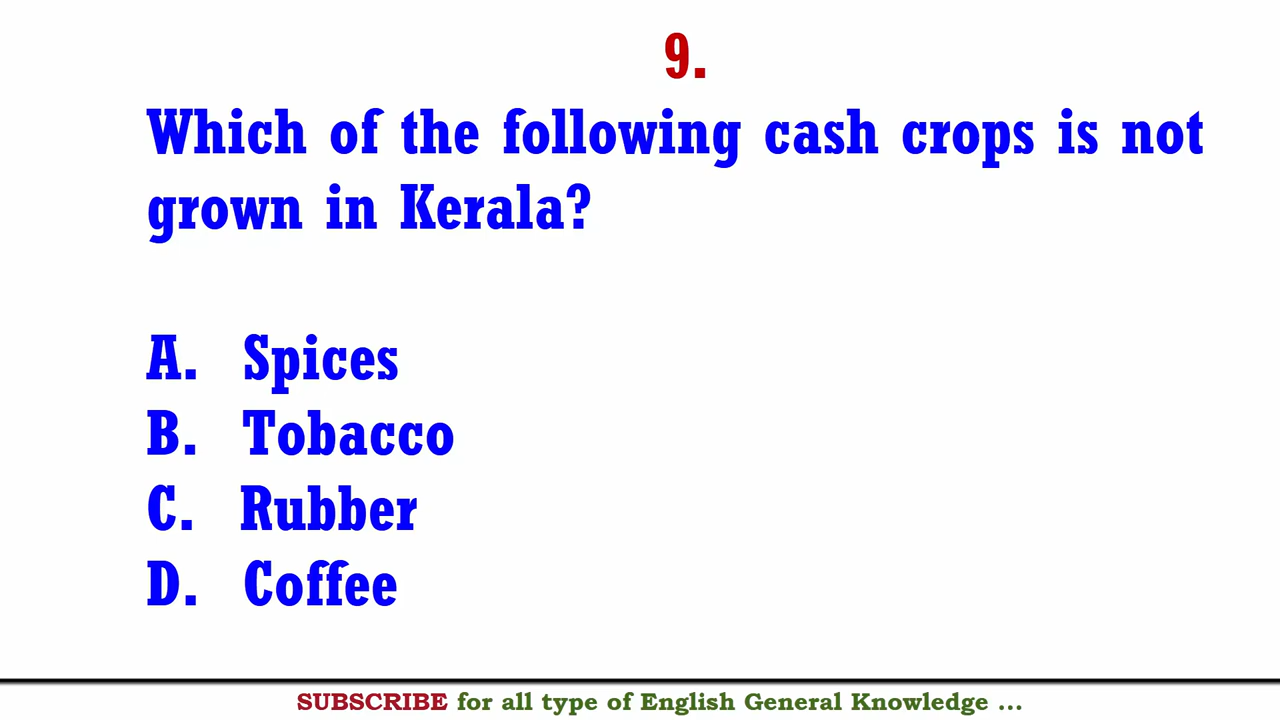 9.
Which of the following cash crops is not
grown in Kerala?
A. Spices
B. Tobacco
C. Rubber
D. Coffee
SUBSCRIBE for all type of English General Knowledge ...